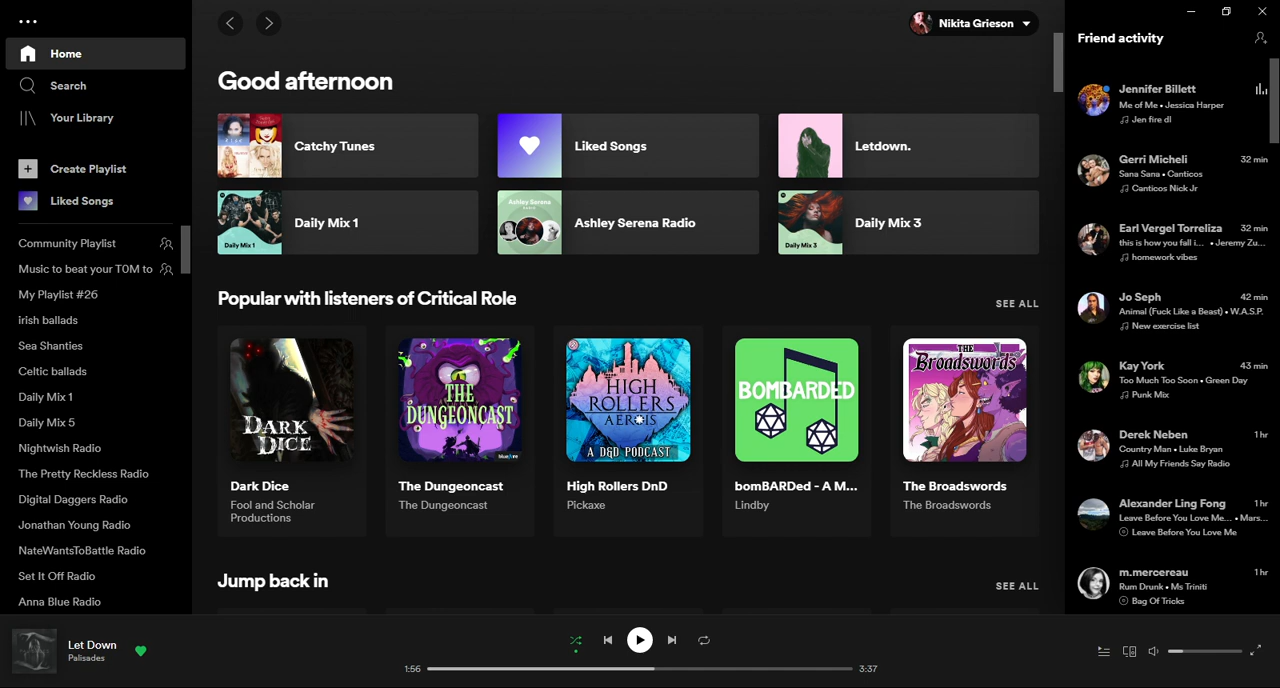 Home
Search
Your Library
Create Playlist
Liked Songs
Community Playlist
Music to beat your T0M to
My Playlist #26
irish ballads
Sea Shanties
Celtic ballads
Daily Mix 1
Daily Mix 5
Nightwish Radio
The Pretty Reckless Radio
Digital Daggers Radio
Jonathan Young Radio
NateWantsToBattle Radio
Set It Off Radio
Anna Blue Radio
Nikita Grieson
Good afternoon
Catchy Tunes
Liked Songs
Letdown.
Daily Mix 1
Daily Mix 1
Ashley Serena
RADIO
Ashley Serena Radio
Daily Mix 3
Daily Mix 3
Popular with listeners of Critical Role
SEE ALL
DARK
DICE
Dark Dice
Fool and Scholar
Productions
THE
DUNGEONCAST
The Dungeoncast
The Dungeoncast
HIGH
ROLLERS
AEROIS
A D&D PODCAST
High Rollers DnD
Pickaxe
BOMBARDED
bomBARDed - A M...
Lindby
THE
Broadswords
The Broadswords
The Broadswords
Jump back in
SEE ALL
Friend activity
Jennifer Billett
Me of Me • Jessica Harper
Jen fire dl
Gerri Micheli 32 min
Sana Sana • Canticos
Canticos Nick Jr
Earl Vergel Torreliza 32 min
this is how you fall i... • Jeremy Zu...
homework vibes
Jo Seph 42 min
Animal (Fuck Like a Beast) • W.A.S.P.
New exercise list
Kay York 43 min
Too Much Too Soon • Green Day
Punk Mix
Derek Neben 1 hr
Country Man • Luke Bryan
All My Friends Say Radio
Alexander Ling Fong 1 hr
Leave Before You Love Me... • Mars...
Leave Before You Love Me
m.mercereau 1 hr
Rum Drunk • Ms Triniti
Bag Of Tricks
Let Down
Palisades
1:56
3:37